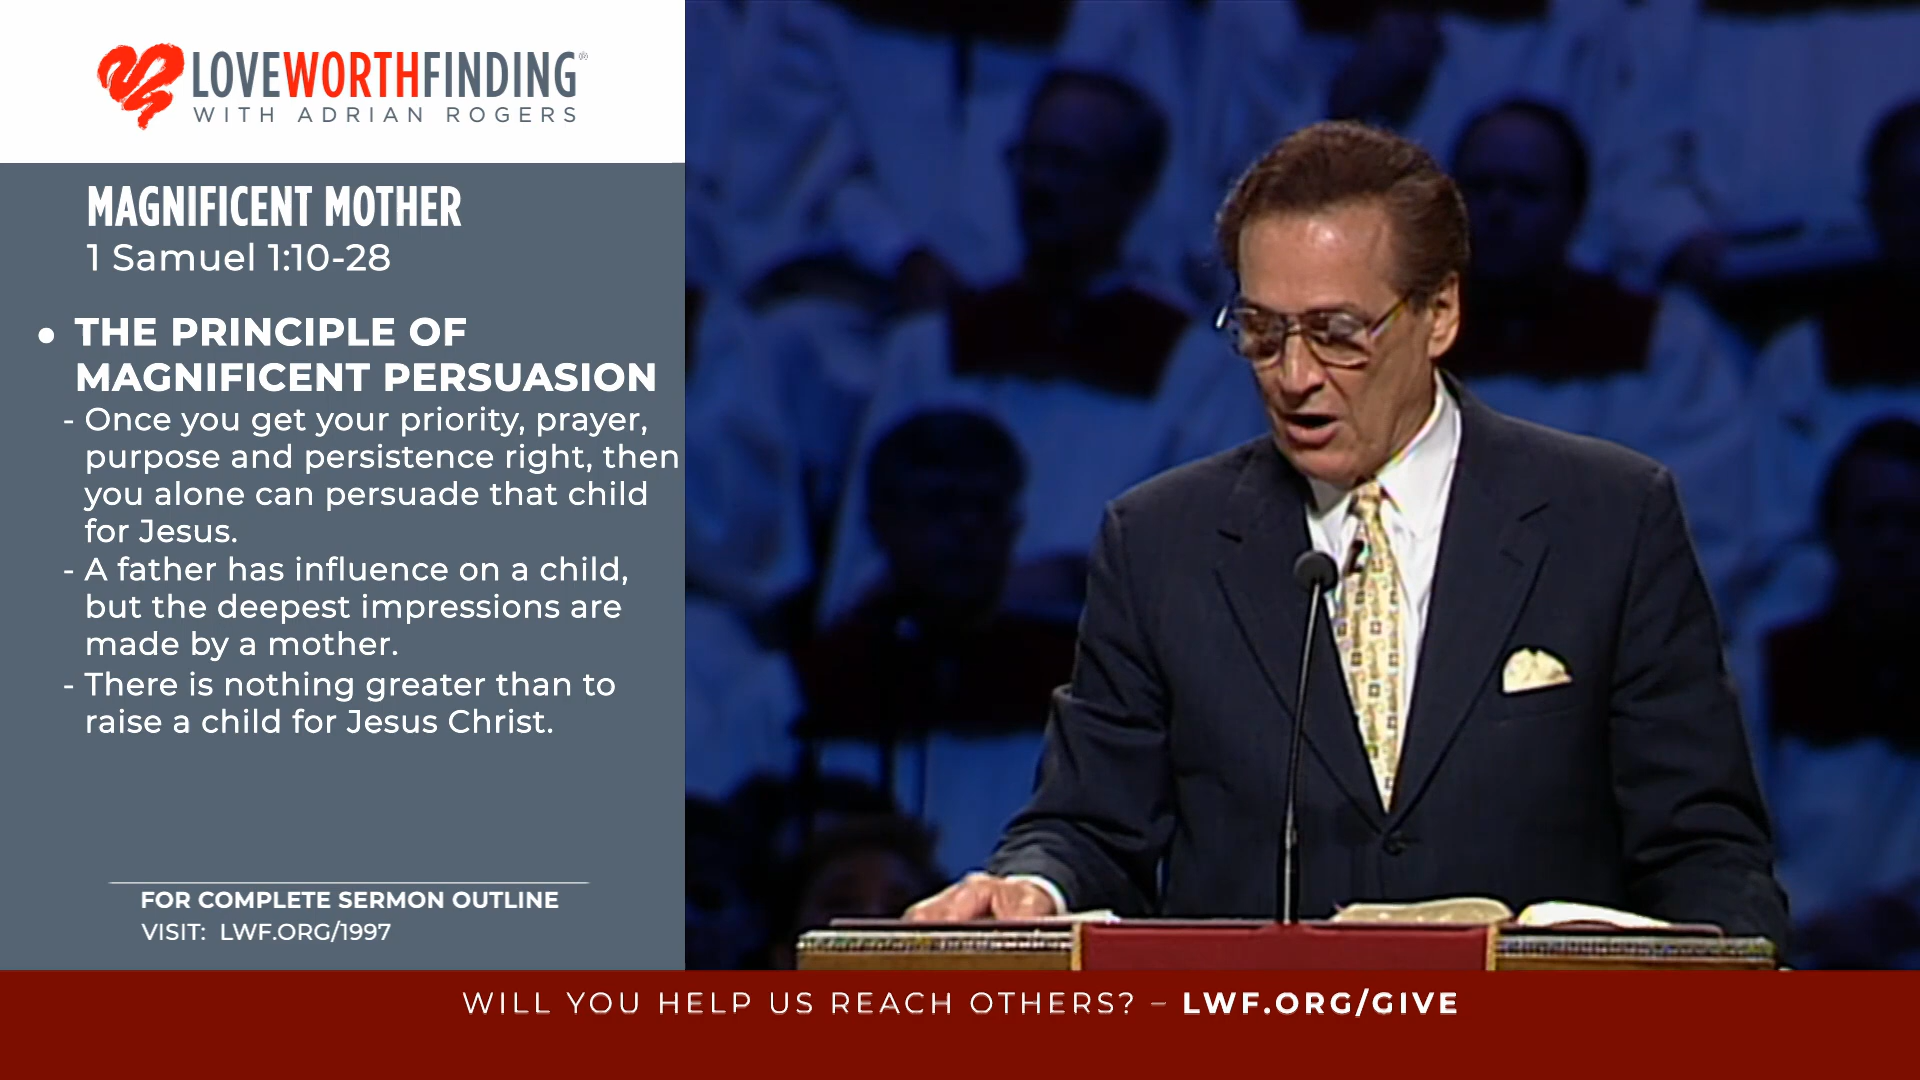 LOVEWORTHFINDING®
WITH ADRIAN ROGERS
MAGNIFICENT MOTHER
1 Samuel 1:10-28
• THE PRINCIPLE OF
MAGNIFICENT PERSUASION
- Once you get your priority, prayer,
purpose and persistence right, then
you alone can persuade that child
for Jesus.
- A father has influence on a child,
but the deepest impressions are
made by a mother.
- There is nothing greater than to
raise a child for Jesus Christ.
FOR COMPLETE SERMON OUTLINE
VISIT: LWF.ORG/1997
WILL YOU HELP US REACH OTHERS? – LWF.ORG/GIVE